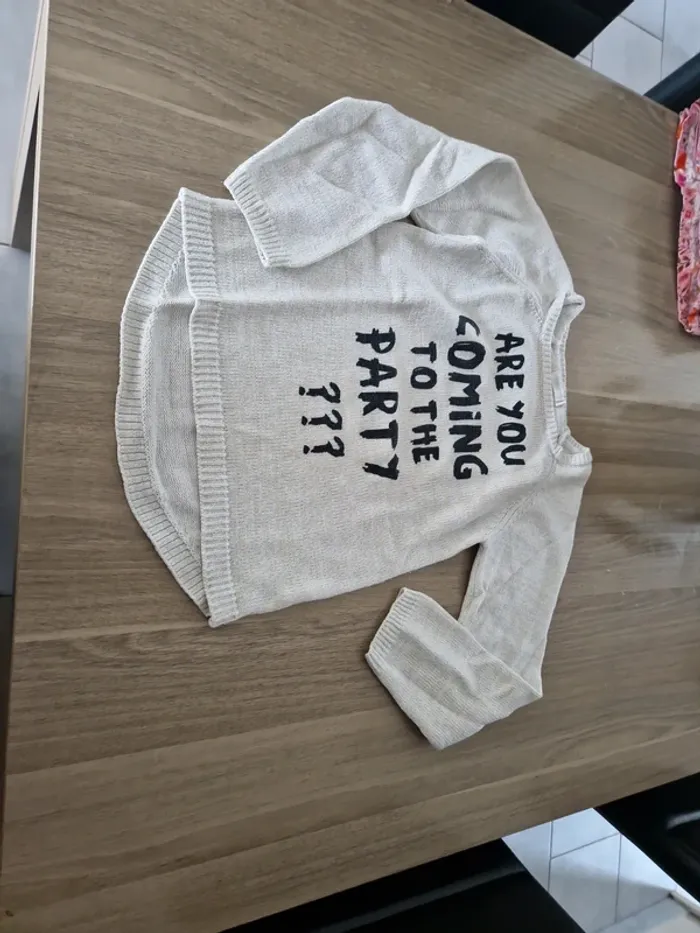 ARE YOU
COMING
TO THE
PARTY
???